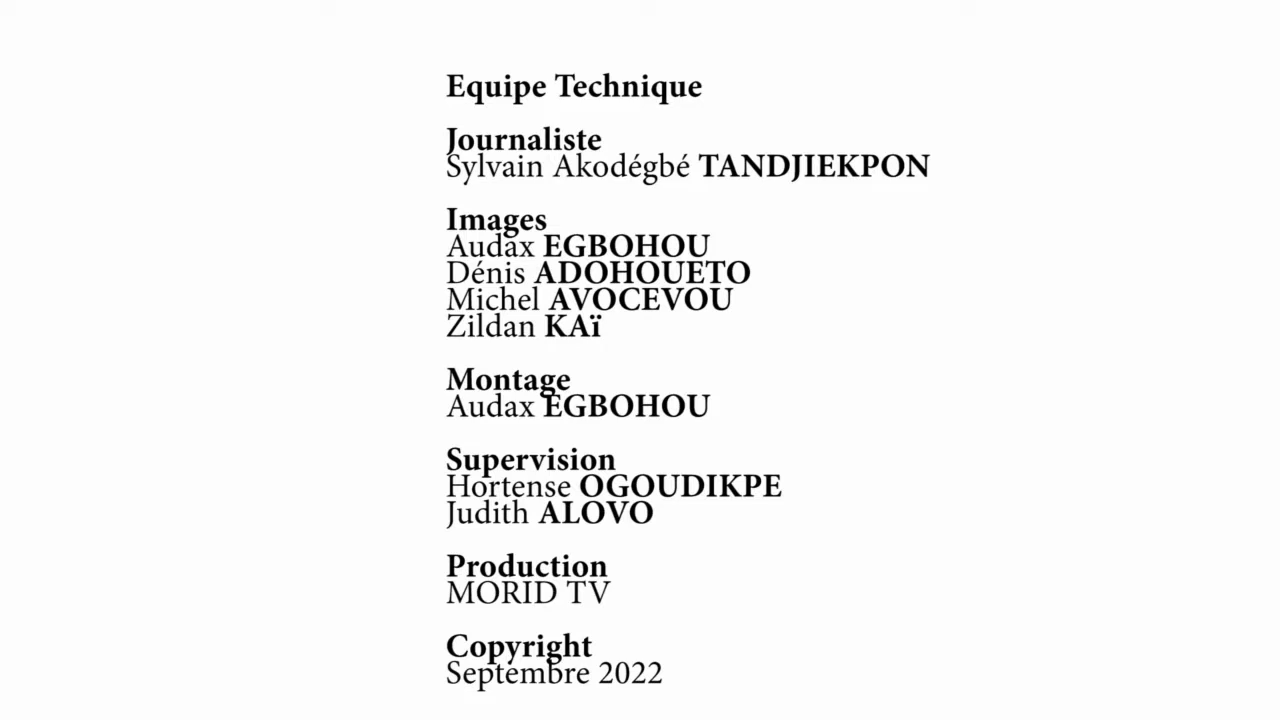 Equipe Technique
Journaliste
Sylvain Akodégbé TANDJIEKPON
Images
Audax EGBOHOU
Dénis ADOHOUETO
Michel AVOCEVOU
Zildan KAï
Montage
Audax EGBOHOU
Supervision
Hortense OGOUDIKPE
Judith ALOVO
Production
MORID TV
Copyright
Septembre 2022